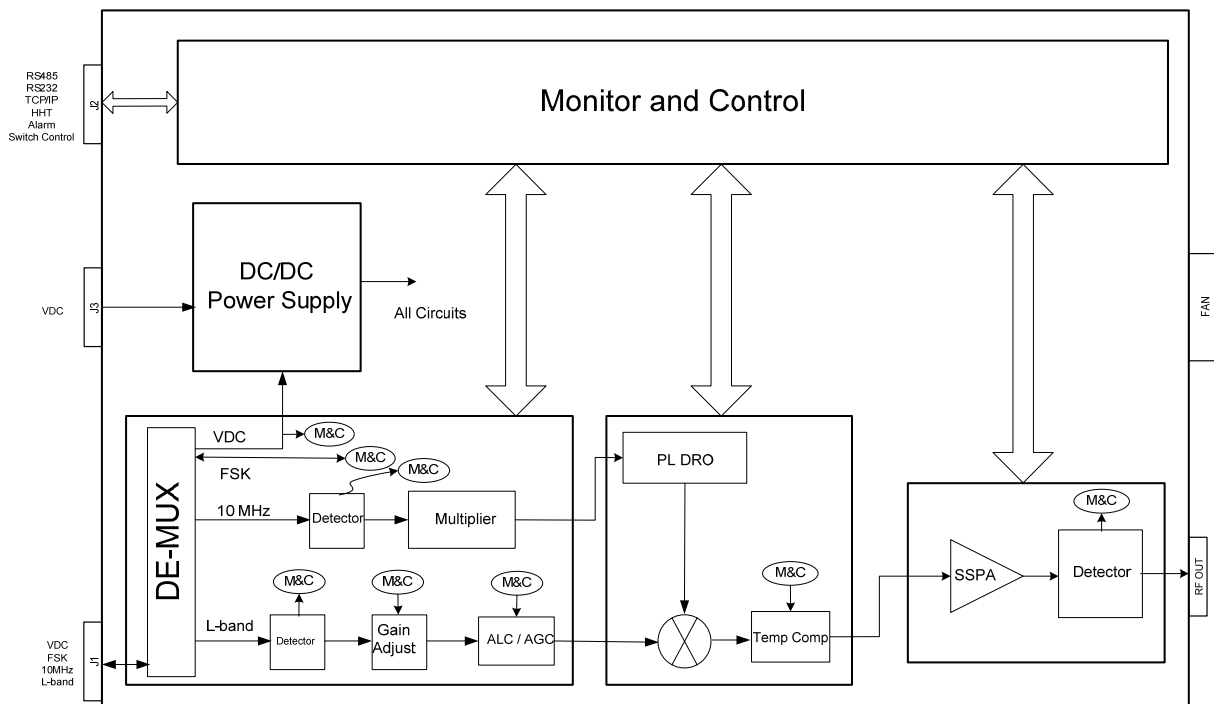 Monitor and Control
RS485
RS232
TCP/IP
HHT
Alarm
Switch Control
J2
DC/DC
Power Supply
All Circuits
VDC
J3
FAN
DE-MUX
VDC
M&C
FSK
M&C
M&C
10 MHz
Detector
Multiplier
L-band
M&C
Detector
M&C
Gain
Adjust
M&C
ALC / AGC
PL DRO
M&C
Temp Comp
SSPA
M&C
Detector
RF OUT
VDC
FSK
10MHz
L-band
J1